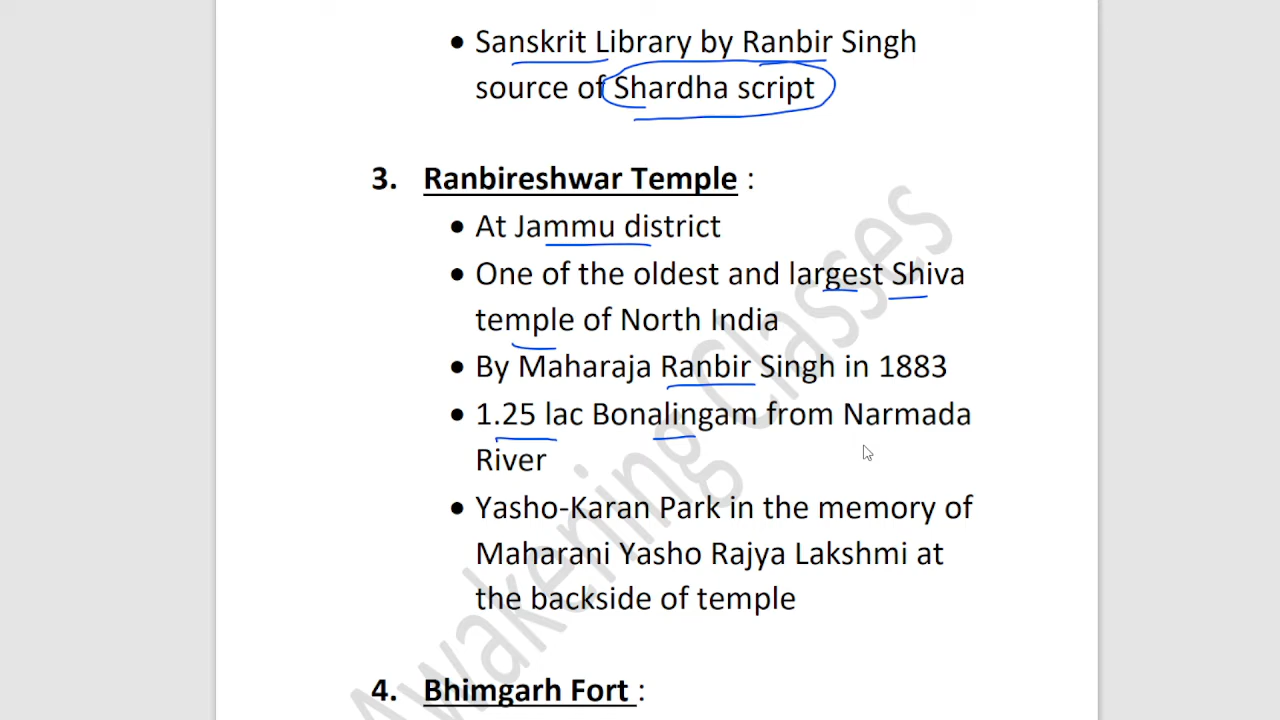 • Sanskrit Library by Ranbir Singh
source of Shardha script
3. Ranbireshwar Temple :
• At Jammu district
• One of the oldest and largest Shiva
temple of North India
• By Maharaja Ranbir Singh in 1883
• 1.25 lac Bonalingam from Narmada
River
• Yasho-Karan Park in the memory of
Maharani Yasho Rajya Lakshmi at
the backside of temple
4. Bhimgarh Fort :
Awakening Classes